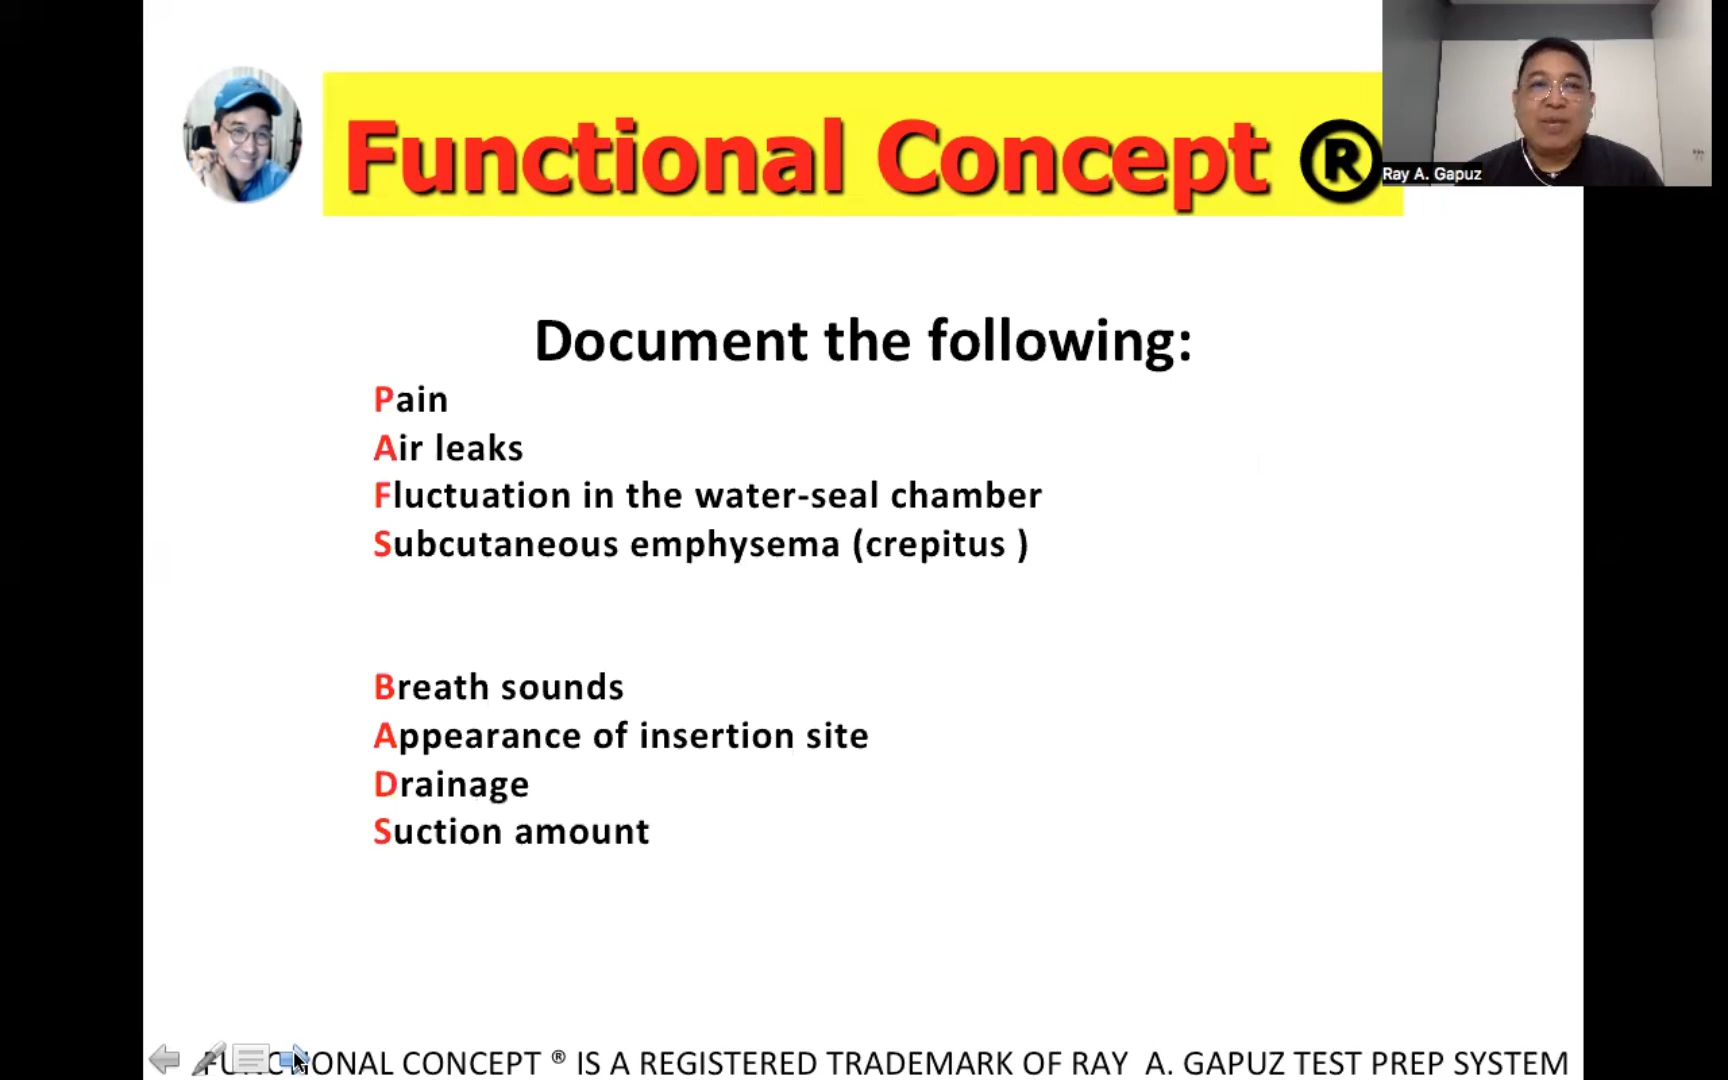 Functional Concept ®
Ray A. Gapuz
Document the following:
Pain
Air leaks
Fluctuation in the water-seal chamber
Subcutaneous emphysema (crepitus )
Breath sounds
Appearance of insertion site
Drainage
Suction amount
FUNCTIONAL CONCEPT ® IS A REGISTERED TRADEMARK OF RAY A. GAPUZ TEST PREP SYSTEM